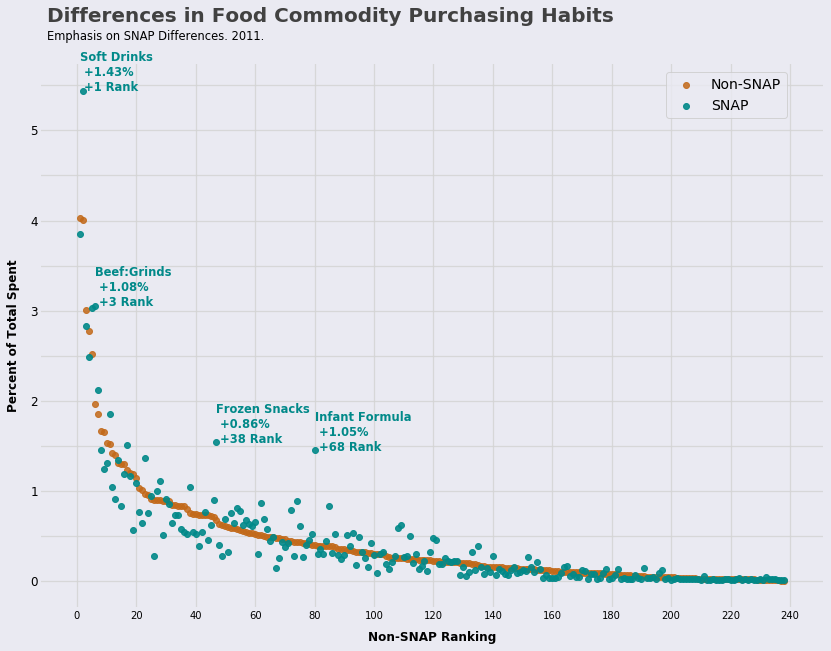 Differences in Food Commodity Purchasing Habits
Emphasis on SNAP Differences. 2011.
Soft Drinks
+1.43%
+1 Rank
Non-SNAP
SNAP
Beef:Grinds
+1.08%
+3 Rank
Frozen Snacks
+0.86%
+38 Rank
Infant Formula
+1.05%
+68 Rank
Percent of Total Spent
5
4
3
2
1
0
0 20 40 60 80 100 120 140 160 180 200 220 240
Non-SNAP Ranking